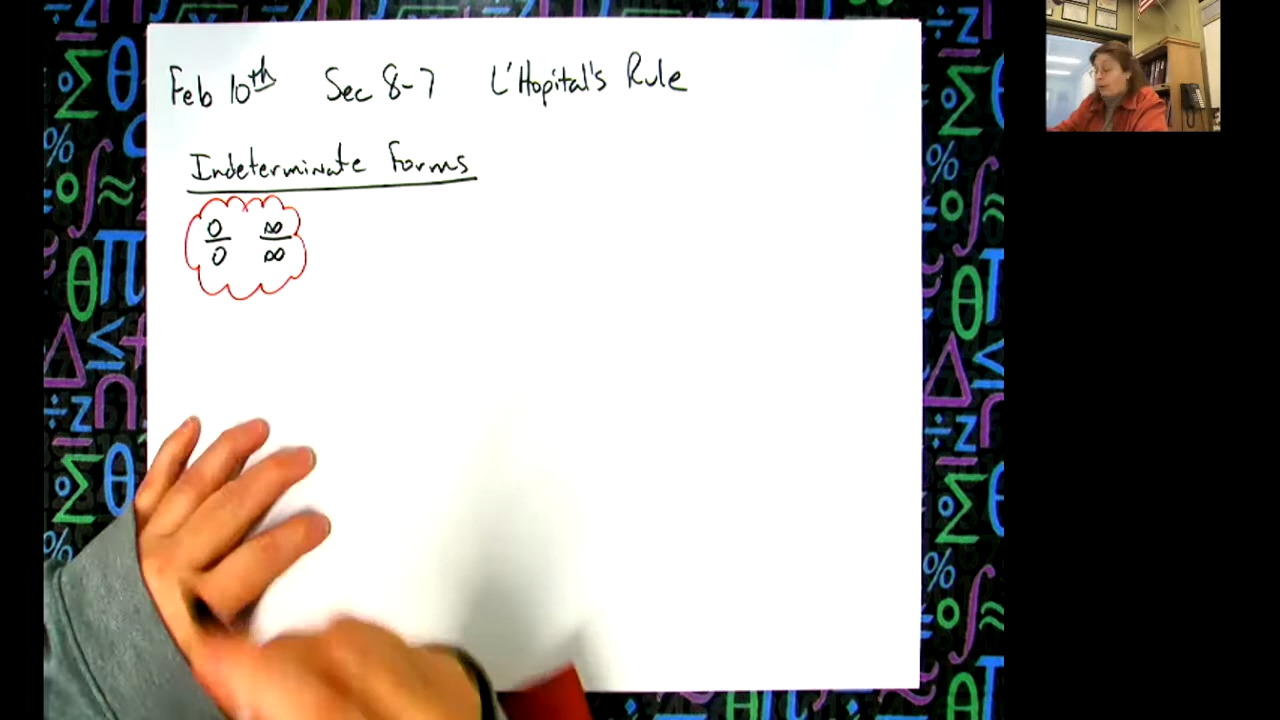 Feb 10th Sec 8-7 L'Hopital's Rule
Indeterminate Forms
0/0 ∞/∞